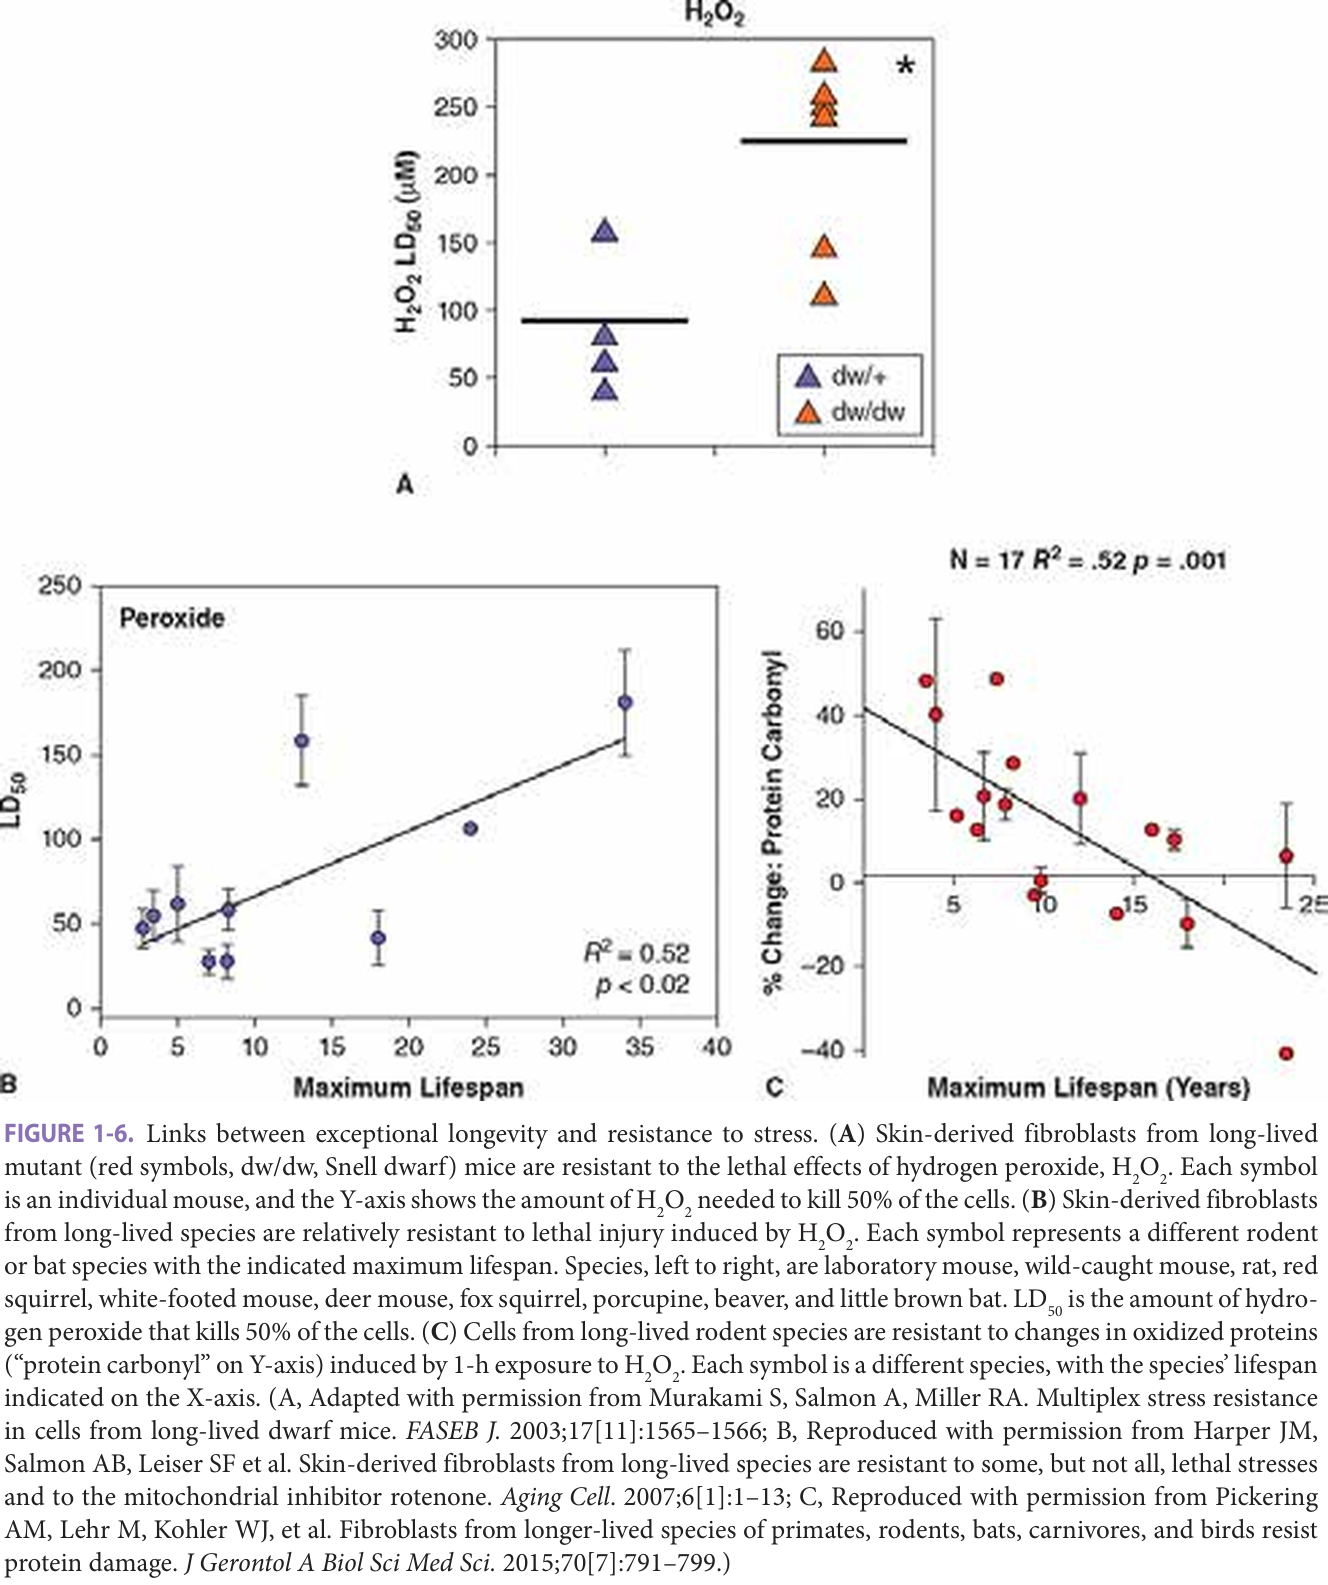 H₂O₂
300
250
200
150
100
50
0
H₂O₂ LD₅₀ (μM)
*
dw/+
dw/dw
A
250
200
150
100
50
0
LD₅₀
Peroxide
R² = 0.52
p < 0.02
0 5 10 15 20 25 30 35 40
B
Maximum Lifespan
N = 17 R² = .52 p = .001
60
40
20
0
–20
–40
% Change: Protein Carbonyl
5 10 15 25
C
Maximum Lifespan (Years)
FIGURE 1-6. Links between exceptional longevity and resistance to stress. (A) Skin-derived fibroblasts from long-lived
mutant (red symbols, dw/dw, Snell dwarf) mice are resistant to the lethal effects of hydrogen peroxide, H₂O₂. Each symbol
is an individual mouse, and the Y-axis shows the amount of H₂O₂ needed to kill 50% of the cells. (B) Skin-derived fibroblasts
from long-lived species are relatively resistant to lethal injury induced by H₂O₂. Each symbol represents a different rodent
or bat species with the indicated maximum lifespan. Species, left to right, are laboratory mouse, wild-caught mouse, rat, red
squirrel, white-footed mouse, deer mouse, fox squirrel, porcupine, beaver, and little brown bat. LD₅₀ is the amount of hydro-
gen peroxide that kills 50% of the cells. (C) Cells from long-lived rodent species are resistant to changes in oxidized proteins
(“protein carbonyl” on Y-axis) induced by 1-h exposure to H₂O₂. Each symbol is a different species, with the species’ lifespan
indicated on the X-axis. (A, Adapted with permission from Murakami S, Salmon A, Miller RA. Multiplex stress resistance
in cells from long-lived dwarf mice. FASEB J. 2003;17[11]:1565–1566; B, Reproduced with permission from Harper JM,
Salmon AB, Leiser SF et al. Skin-derived fibroblasts from long-lived species are resistant to some, but not all, lethal stresses
and to the mitochondrial inhibitor rotenone. Aging Cell. 2007;6[1]:1–13; C, Reproduced with permission from Pickering
AM, Lehr M, Kohler WJ, et al. Fibroblasts from longer-lived species of primates, rodents, bats, carnivores, and birds resist
protein damage. J Gerontol A Biol Sci Med Sci. 2015;70[7]:791–799.)